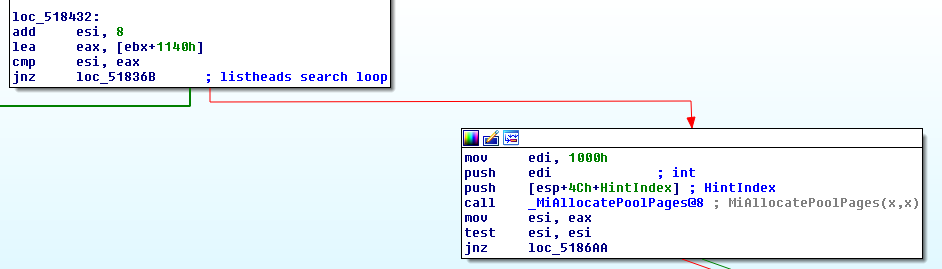 loc_518432:
add esi, 8
lea eax, [ebx+1140h]
cmp esi, eax
jnz loc_51836B ; listheads search loop
mov edi, 1000h
push edi ; int
push [esp+4Ch+HintIndex] ; HintIndex
call _MiAllocatePoolPages@8 ; MiAllocatePoolPages(x,x)
mov esi, eax
test esi, esi
jnz loc_5186AA